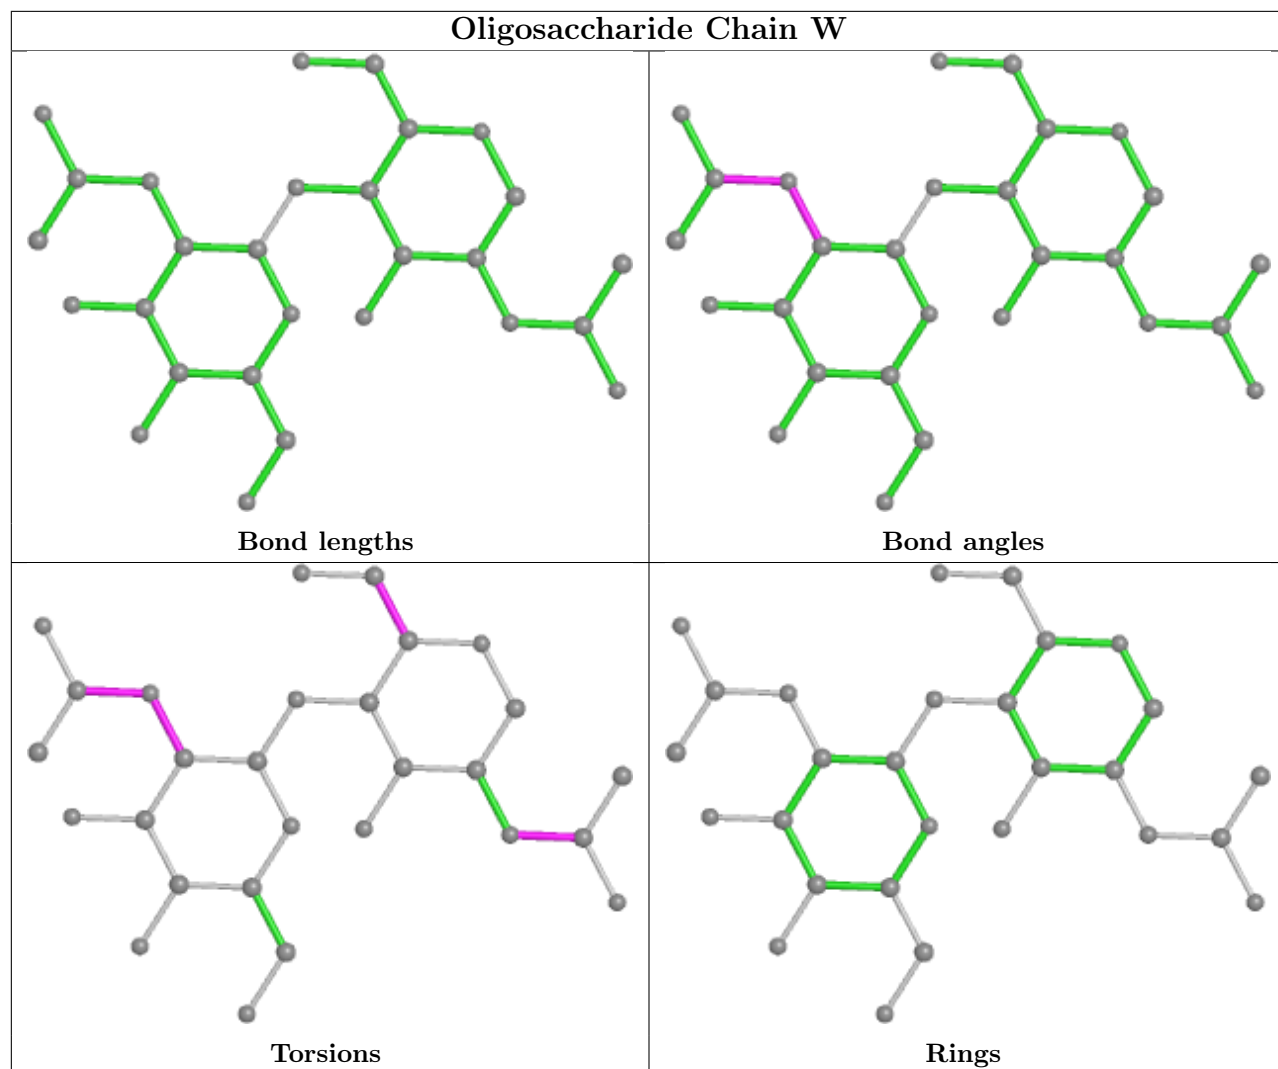 Oligosaccharide Chain W
Bond lengths
Bond angles
Torsions
Rings